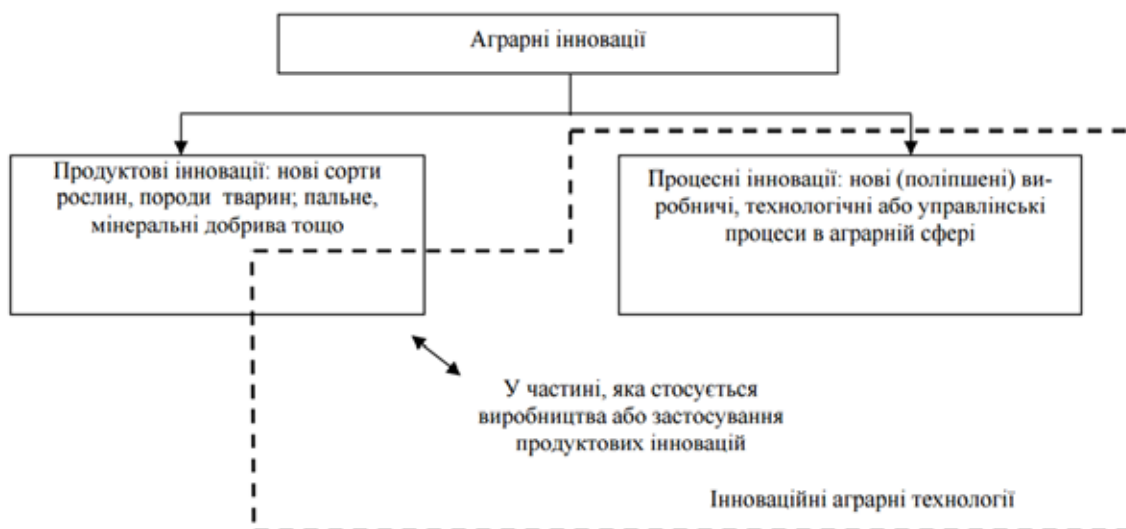 Аграрні інновації
Продуктові інновації: нові сорти
рослин, породи тварин; пальне,
мінеральні добрива тощо
Процесні інновації: нові (поліпшені) ви-
робничі, технологічні або управлінські
процеси в аграрній сфері
У частині, яка стосується
виробництва або застосування
продуктових інновацій
Інноваційні аграрні технології